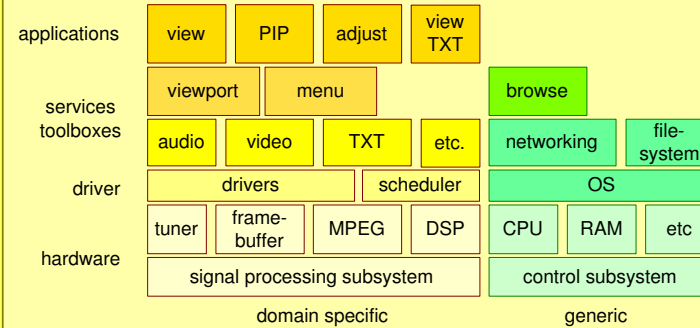 applications
view
PIP
adjust
view
TXT
services
toolboxes
viewport
menu
browse
audio
video
TXT
etc.
networking
file-
system
driver
drivers
scheduler
OS
hardware
tuner
frame-
buffer
MPEG
DSP
CPU
RAM
etc
signal processing subsystem
control subsystem
domain specific
generic